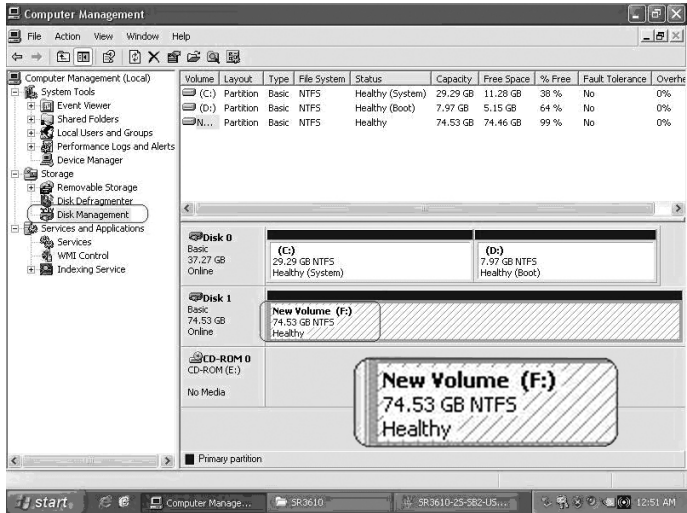 Computer Management
File Action View Window Help
Computer Management (Local)
System Tools
Event Viewer
Shared Folders
Local Users and Groups
Performance Logs and Alerts
Device Manager
Storage
Removable Storage
Disk Defragmenter
Disk Management
Services and Applications
Services
WMI Control
Indexing Service
Volume Layout Type File System Status Capacity Free Space % Free Fault Tolerance Overhe
(C:) Partition Basic NTFS Healthy (System) 29.29 GB 11.28 GB 38 % No 0%
(D:) Partition Basic NTFS Healthy (Boot) 7.97 GB 5.15 GB 64 % No 0%
N... Partition Basic NTFS Healthy 74.53 GB 74.46 GB 99 % No 0%
Disk 0
Basic
37.27 GB
Online
(C:)
29.29 GB NTFS
Healthy (System)
(D:)
7.97 GB NTFS
Healthy (Boot)
Disk 1
Basic
74.53 GB
Online
New Volume (F:)
74.53 GB NTFS
Healthy
CD-ROM 0
CD-ROM (E:)
No Media
New Volume (F:)
74.53 GB NTFS
Healthy
Primary partition
start Computer Manage... SR3610 SR3610-2S-SB2-US... 12:51 AM